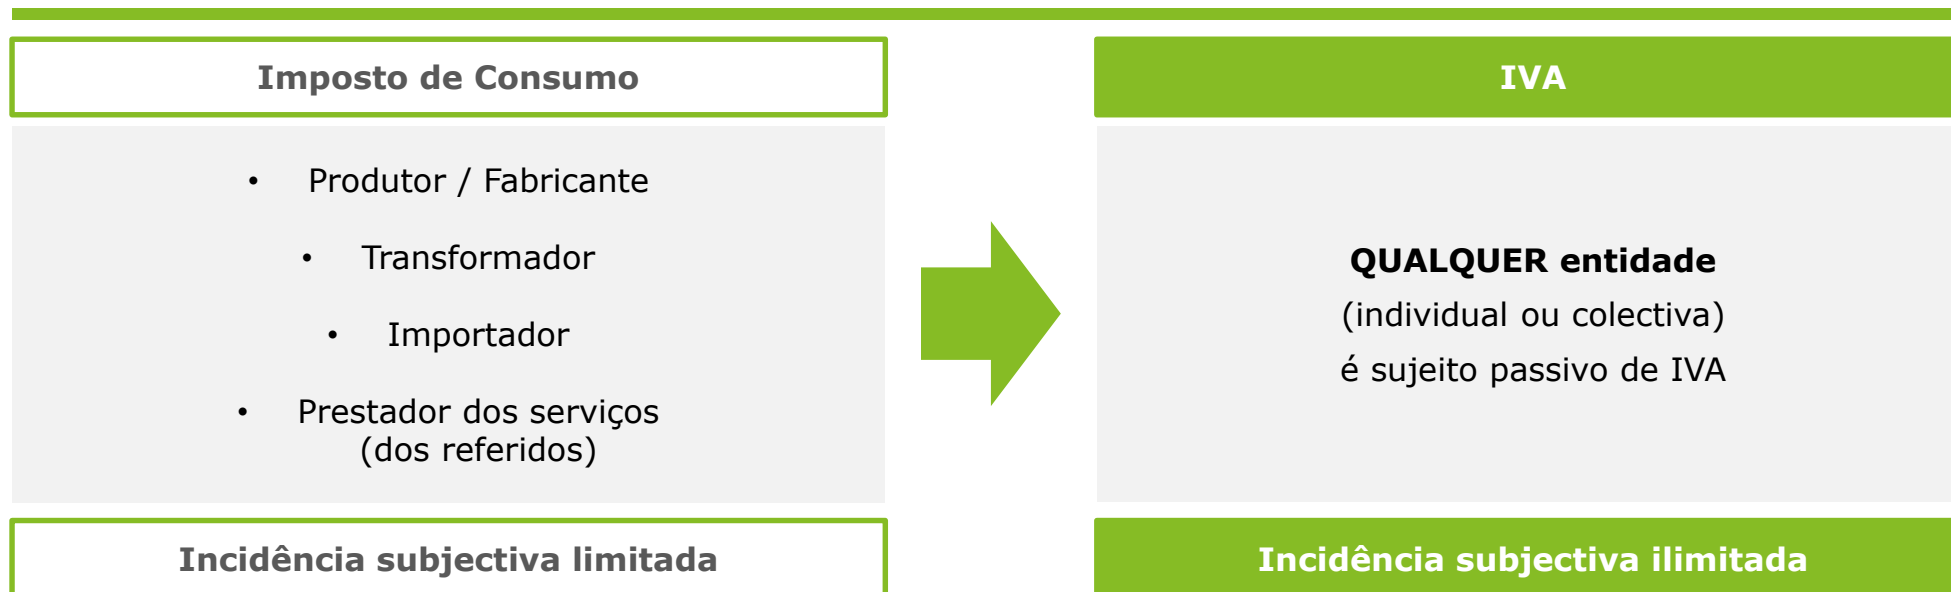 Imposto de Consumo
• Produtor / Fabricante
• Transformador
• Importador
• Prestador dos serviços
(dos referidos)
Incidência subjectiva limitada
IVA
QUALQUER entidade
(individual ou colectiva)
é sujeito passivo de IVA
Incidência subjectiva ilimitada